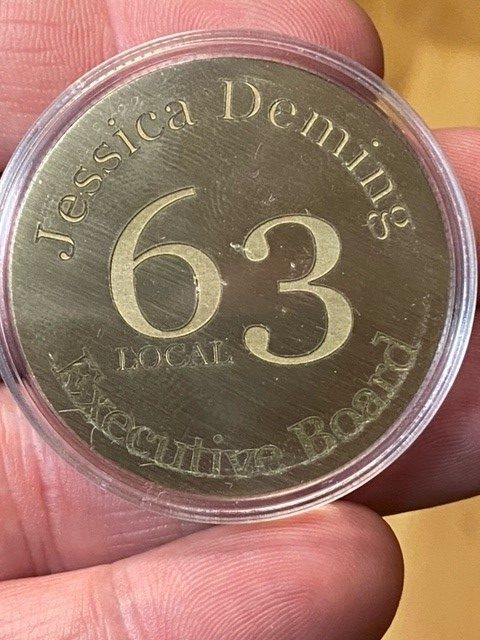 Jessica Deming
63
LOCAL
Executive Board